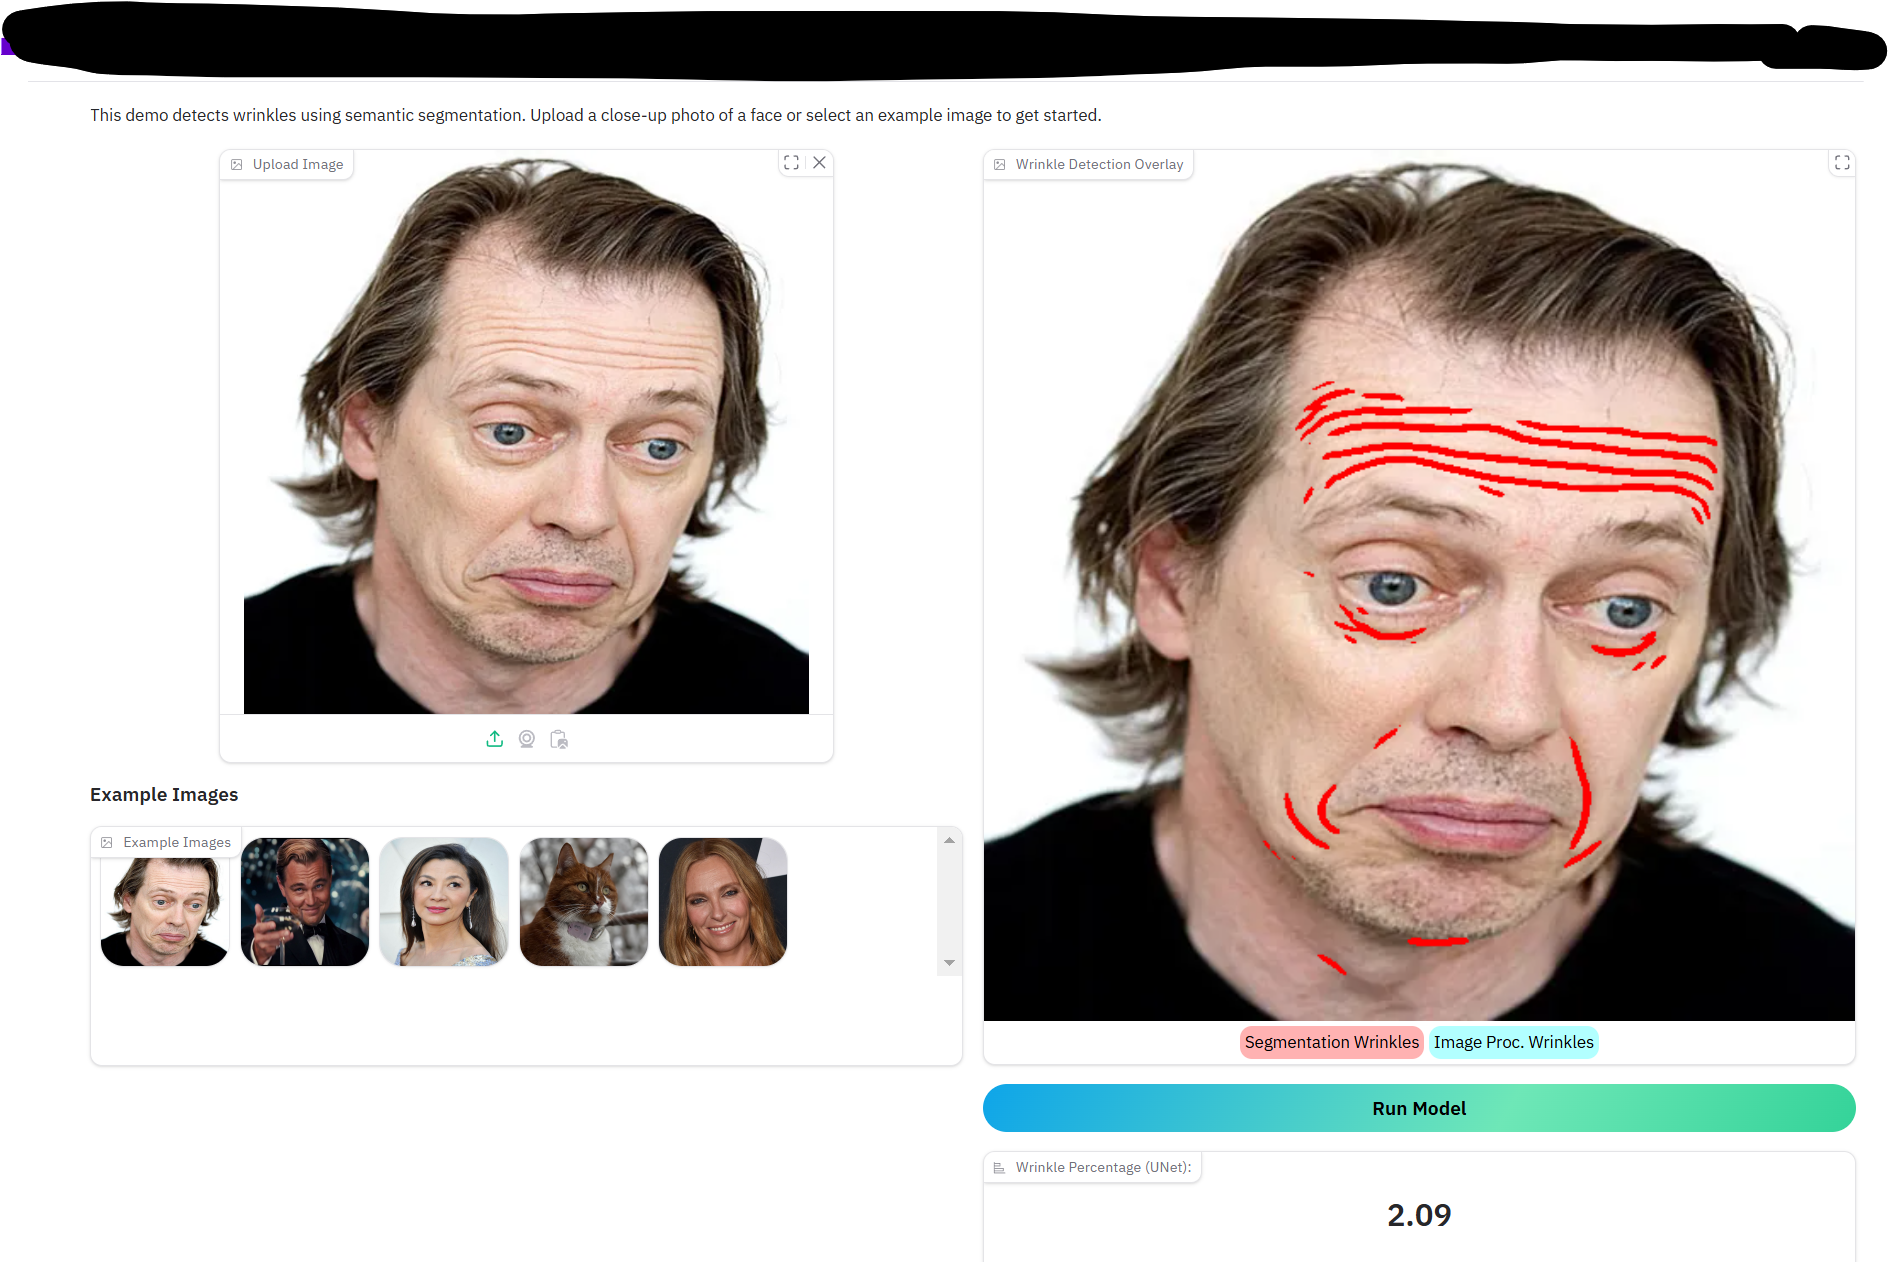 This demo detects wrinkles using semantic segmentation. Upload a close-up photo of a face or select an example image to get started.
Upload Image
Wrinkle Detection Overlay
Example Images
Example Images
Segmentation Wrinkles Image Proc. Wrinkles
Run Model
Wrinkle Percentage (UNet):
2.09